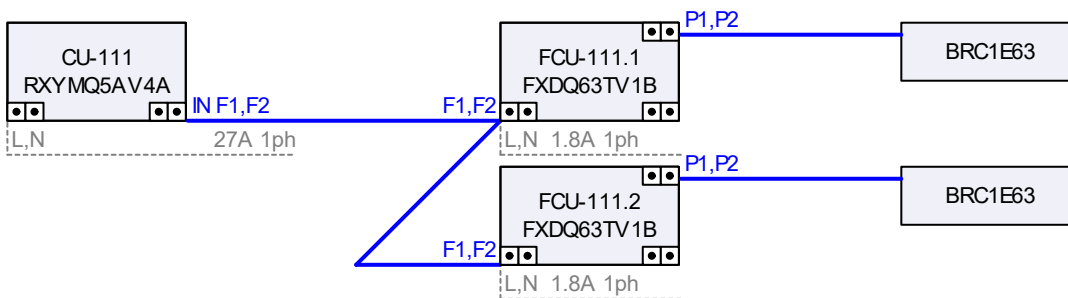 CU-111
RXYMQ5AV4A
IN F1,F2
L,N 27A 1ph
FCU-111.1
FXDQ63TV1B
F1,F2
L,N 1.8A 1ph
P1,P2
BRC1E63
FCU-111.2
FXDQ63TV1B
F1,F2
L,N 1.8A 1ph
P1,P2
BRC1E63